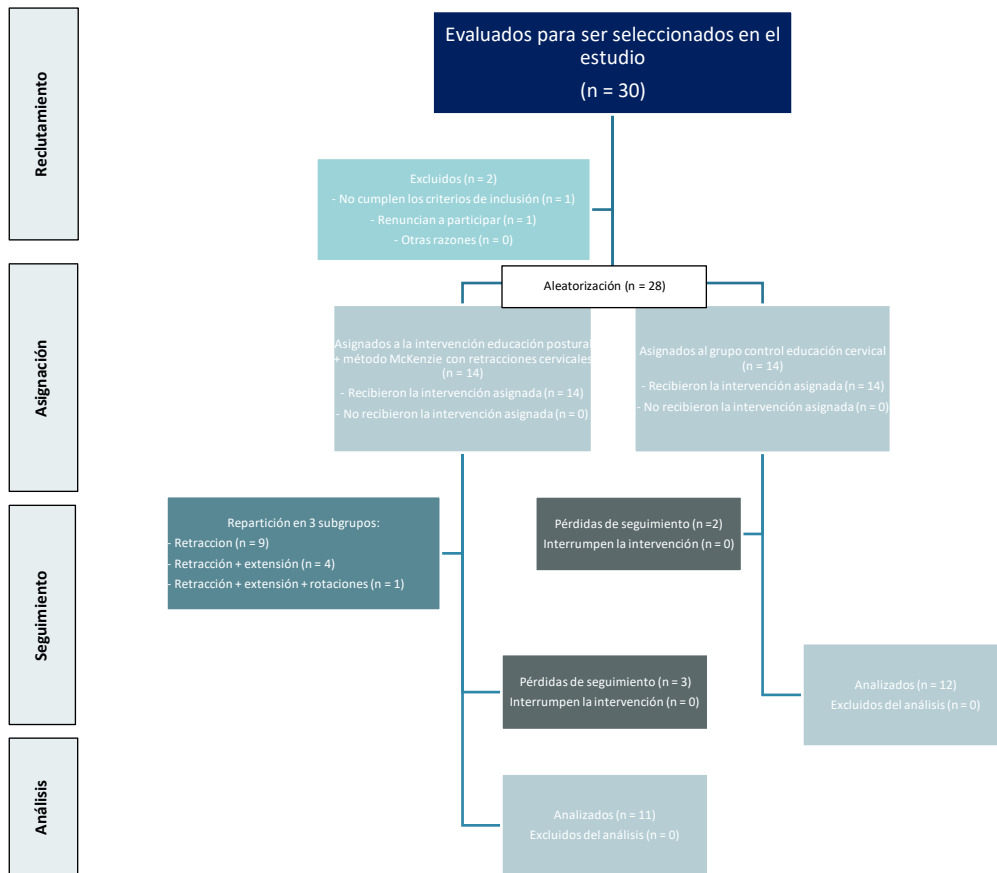 Reclutamiento
Evaluados para ser seleccionados en el
estudio
(n = 30)
Excluidos (n = 2)
- No cumplen los criterios de inclusión (n = 1)
- Renuncian a participar (n = 1)
- Otras razones (n = 0)
Asignación
Aleatorización (n = 28)
Asignados a la intervención educación postural
+ método McKenzie con retracciones cervicales
(n = 14)
- Recibieron la intervención asignada (n = 14)
- No recibieron la intervención asignada (n = 0)
Asignados al grupo control educación cervical
(n = 14)
- Recibieron la intervención asignada (n = 14)
- No recibieron la intervención asignada (n = 0)
Seguimiento
Repartición en 3 subgrupos:
- Retraccion (n = 9)
- Retracción + extensión (n = 4)
- Retracción + extensión + rotaciones (n = 1)
Pérdidas de seguimiento (n =2)
Interrumpen la intervención (n = 0)
Pérdidas de seguimiento (n = 3)
Interrumpen la intervención (n = 0)
Analizados (n = 12)
Excluidos del análisis (n = 0)
Análisis
Analizados (n = 11)
Excluidos del análisis (n = 0)